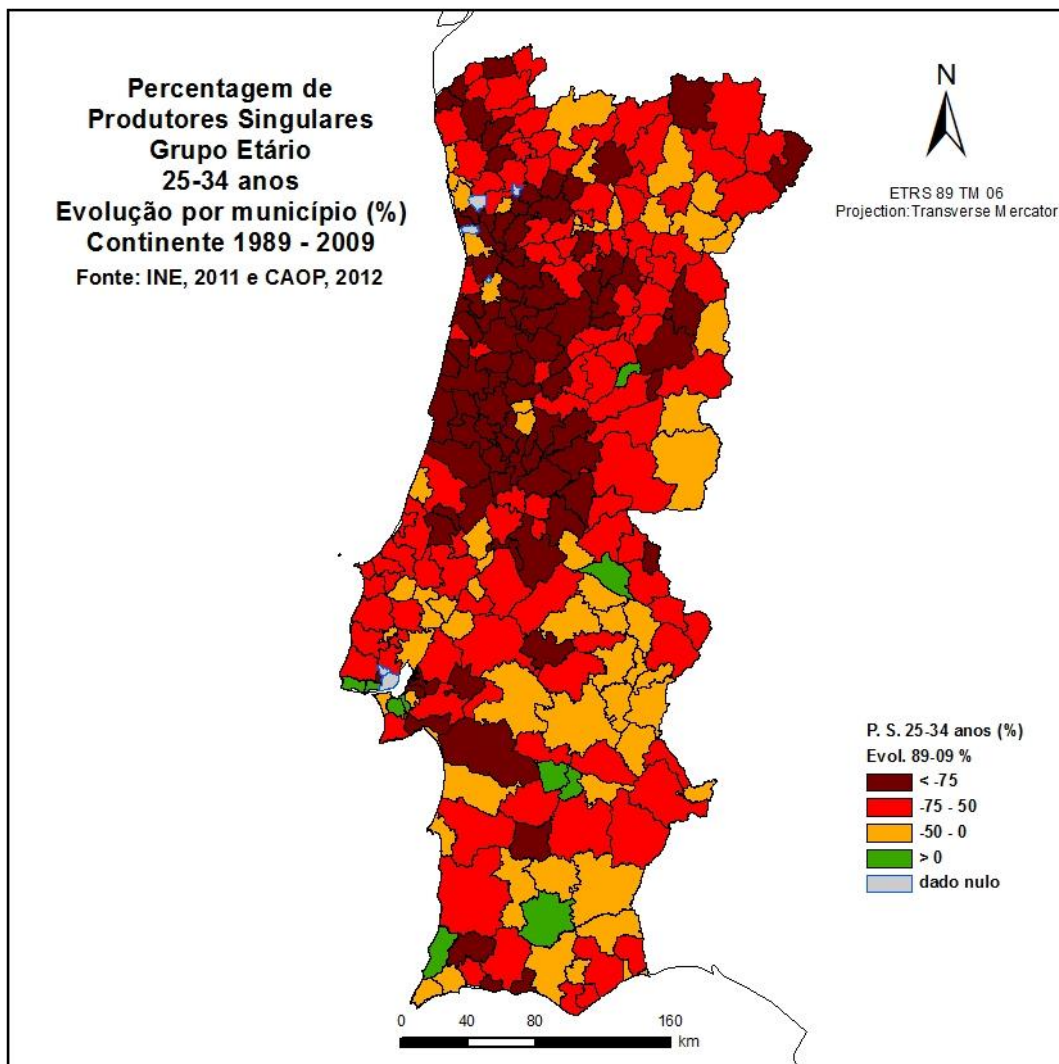 Percentagem de
Produtores Singulares
Grupo Etário
25-34 anos
Evolução por município (%)
Continente 1989 - 2009
Fonte: INE, 2011 e CAOP, 2012
N
ETRS 89 TM 06
Projection: Transverse Mercator
P. S. 25-34 anos (%)
Evol. 89-09 %
< -75
-75 - 50
-50 - 0
> 0
dado nulo
0 40 80 160
km